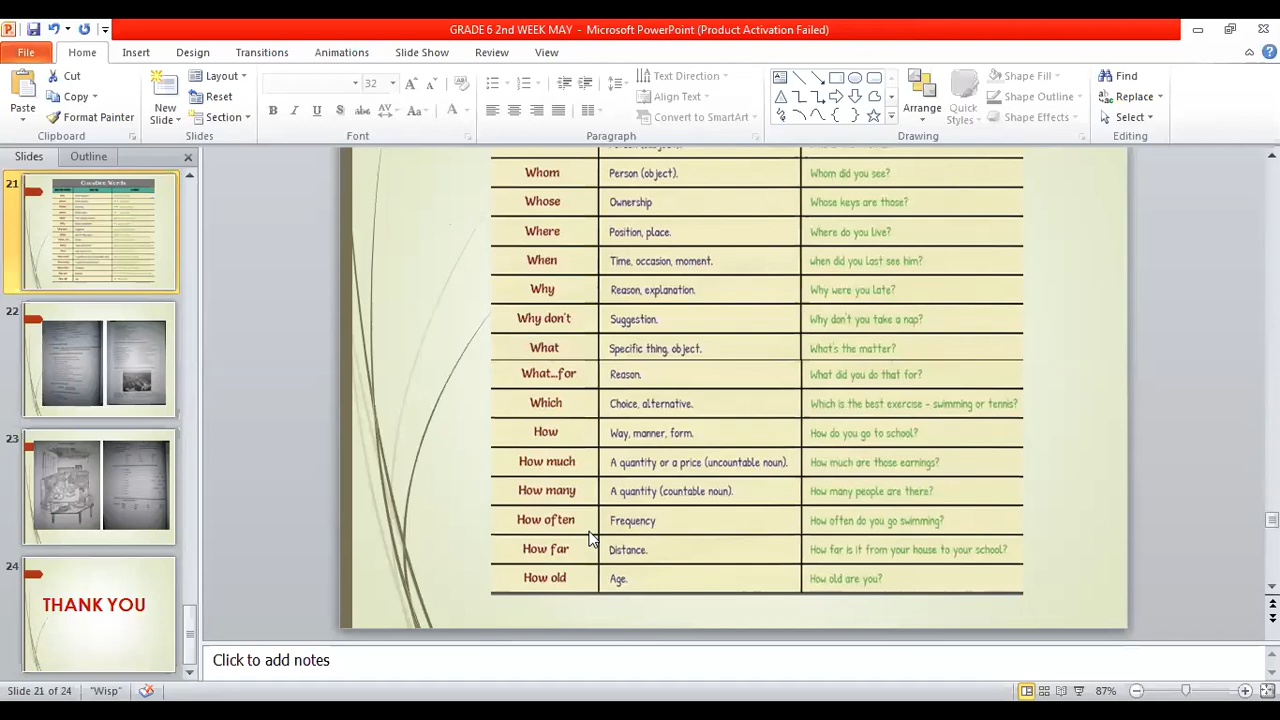 GRADE 6 2nd WEEK MAY - Microsoft PowerPoint (Product Activation Failed)
File Home Insert Design Transitions Animations Slide Show Review View
Cut Layout 32 Text Direction Shape Fill Find
Copy Reset Align Text Shape Outline Replace
Paste Format Painter New Slide Section Convert to SmartArt Arrange Quick Styles Shape Effects Select
Clipboard Slides Font Paragraph Drawing Editing
Slides Outline
21
Question Words
22
23
24
THANK YOU
Whom Person (object). Whom did you see?
Whose Ownership Whose keys are those?
Where Position, place. Where do you live?
When Time, occasion, moment. when did you last see him?
Why Reason, explanation. Why were you late?
Why don't Suggestion. Why don't you take a nap?
What Specific thing, object. What's the matter?
What...for Reason. What did you do that for?
Which Choice, alternative. Which is the best exercise - swimming or tennis?
How Way, manner, form. How do you go to school?
How much A quantity or a price (uncountable noun). How much are those earnings?
How many A quantity (countable noun). How many people are there?
How often Frequency How often do you go swimming?
How far Distance. How far is it from your house to your school?
How old Age. How old are you?
Click to add notes
Slide 21 of 24 "Wisp" 87%